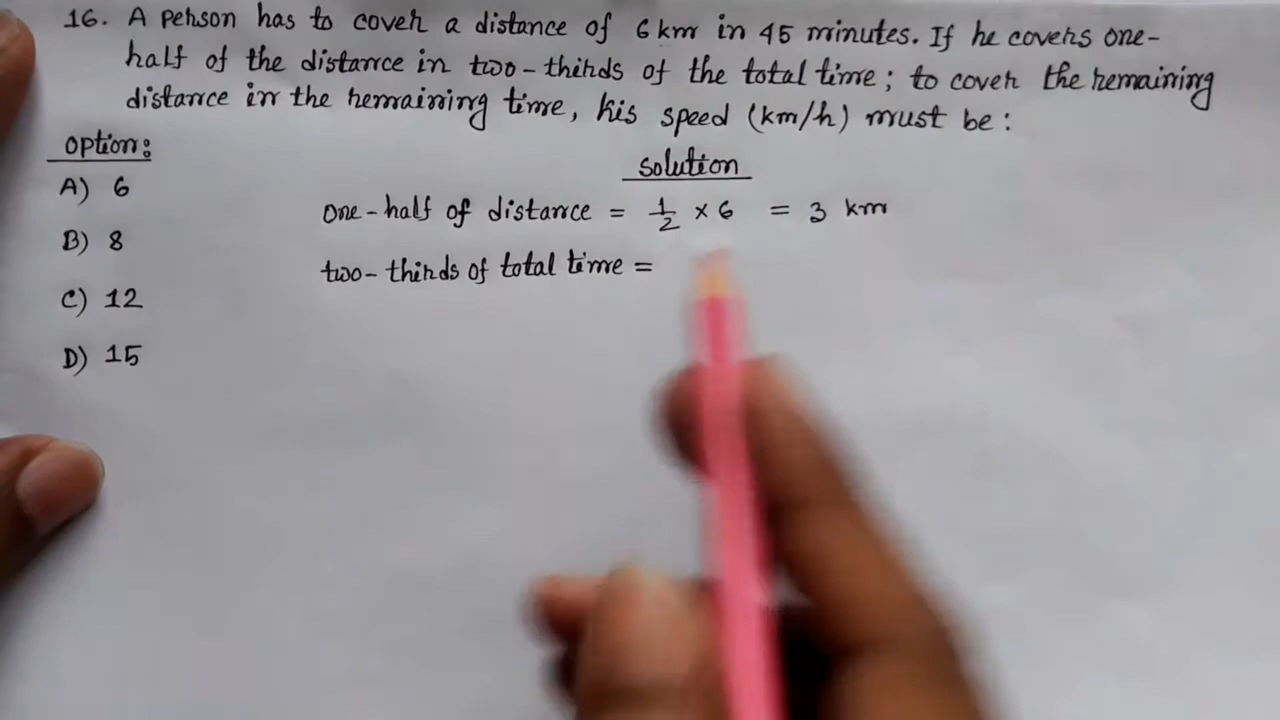 16. A person has to cover a distance of 6 km in 45 minutes. If he covers one-
half of the distance in two-thirds of the total time; to cover the remaining
distance in the remaining time, his speed (km/h) must be:
option:
A) 6
B) 8
C) 12
D) 15
solution
one-half of distance = 1/2 × 6 = 3 km
two-thirds of total time =